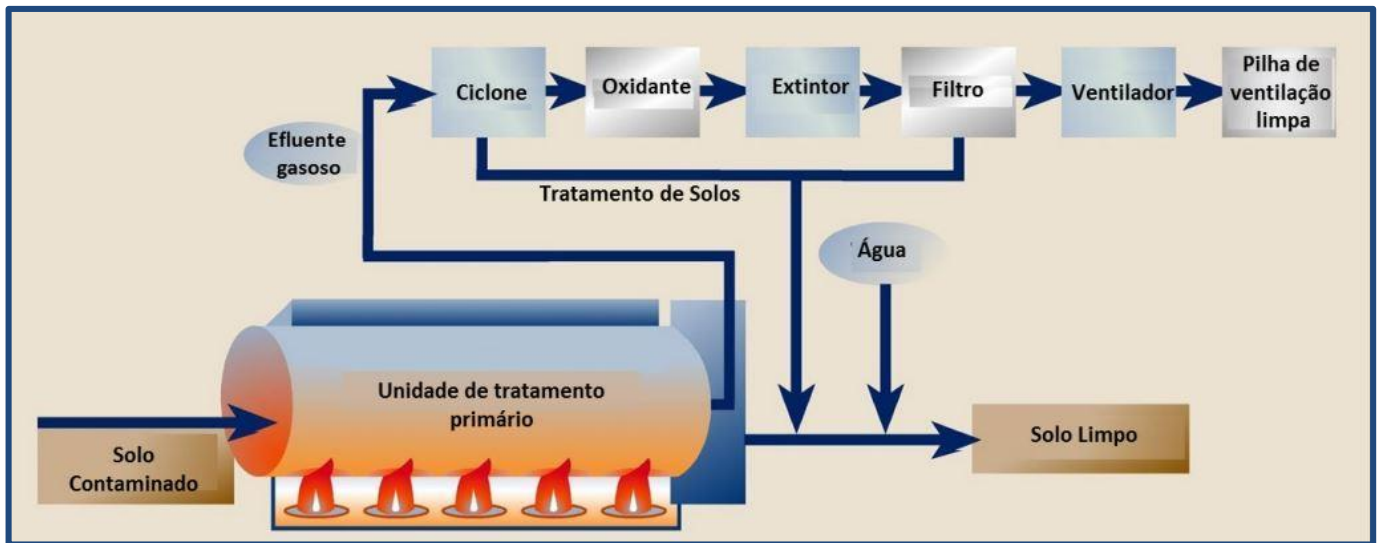 Ciclone
Oxidante
Extintor
Filtro
Ventilador
Pilha de
ventilação
limpa
Efluente
gasoso
Tratamento de Solos
Água
Unidade de tratamento
primário
Solo
Contaminado
Solo Limpo